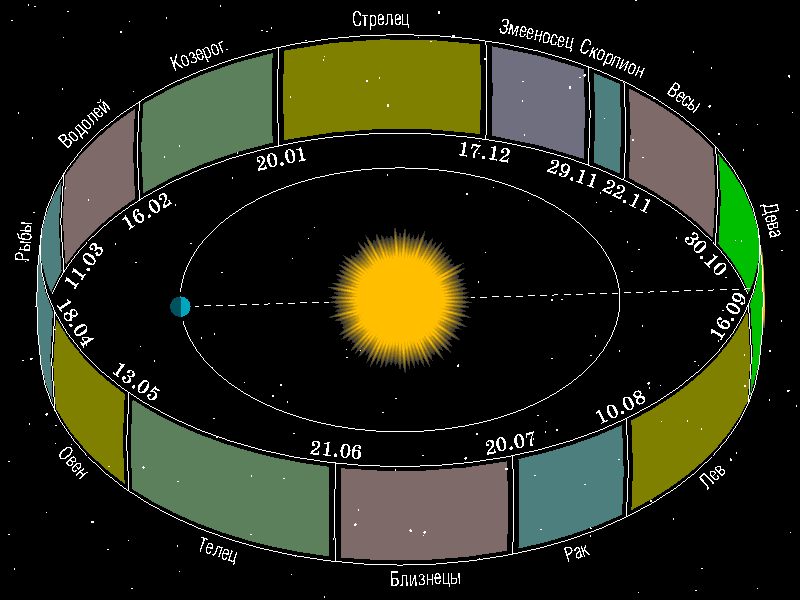 Стрелец
Змееносец
Скорпион
Козерог
Весы
Водолей
Дева
Рыбы
20.01
17.12
29.11
22.11
16.02
30.10
11.03
18.04
16.09
13.05
10.08
21.06
20.07
Овен
Лев
Телец
Рак
Близнецы